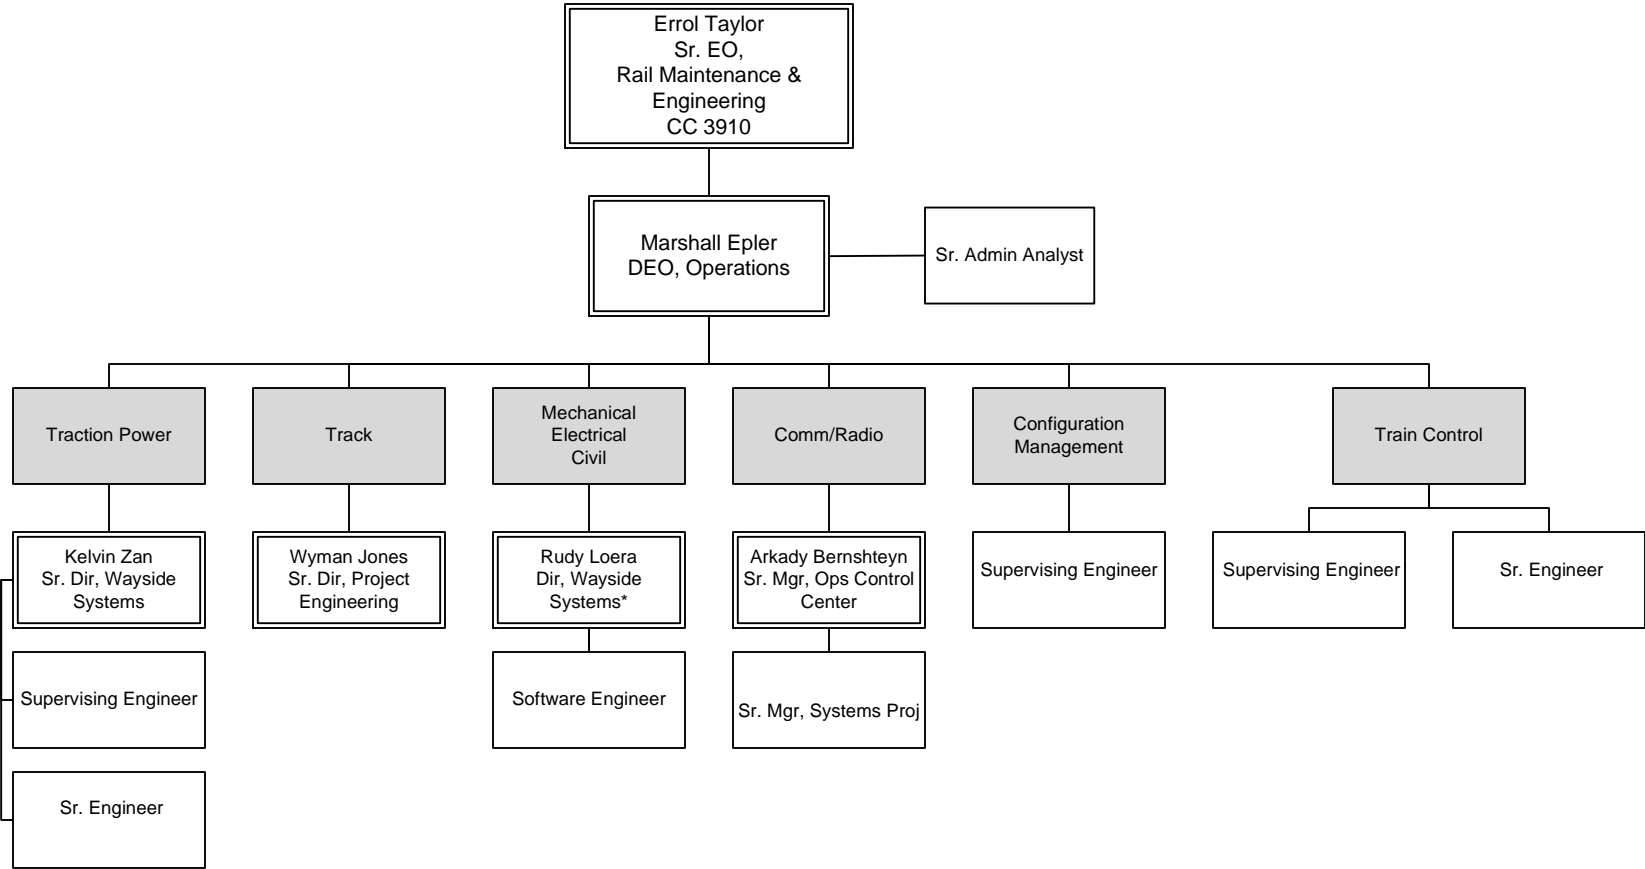 Errol Taylor
Sr. EO,
Rail Maintenance &
Engineering
CC 3910
Marshall Epler
DEO, Operations
Sr. Admin Analyst
Traction Power
Track
Mechanical
Electrical
Civil
Comm/Radio
Configuration
Management
Train Control
Kelvin Zan
Sr. Dir, Wayside
Systems
Wyman Jones
Sr. Dir, Project
Engineering
Rudy Loera
Dir, Wayside
Systems*
Arkady Bernshteyn
Sr. Mgr, Ops Control
Center
Supervising Engineer
Supervising Engineer
Sr. Engineer
Supervising Engineer
Software Engineer
Sr. Mgr, Systems Proj
Sr. Engineer